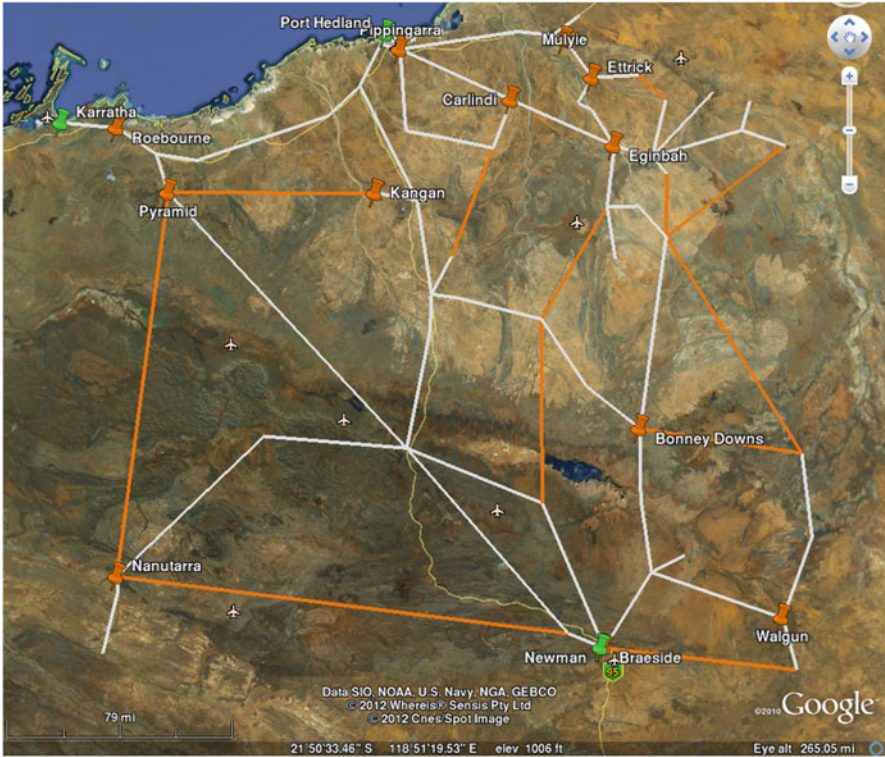 Port Hedland
Pippingarra
Mulyie
Ettrick
Carlindi
Karratha
Roebourne
Eginbah
Kangan
Pyramid
Bonney Downs
Nanutarra
Walgun
Newman
Braeside
95
Data SIO, NOAA, U.S. Navy, NGA, GEBCO
© 2012 Whereis® Sensis Pty Ltd
© 2012 Cnes/Spot Image
©2010 Google
79 mi
21°50'33.46" S 118°51'19.53" E elev 1006 ft Eye alt 265.05 mi